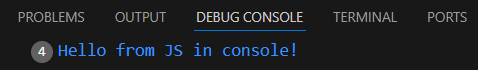 PROBLEMS OUTPUT DEBUG CONSOLE TERMINAL PORTS
4 Hello from JS in console!